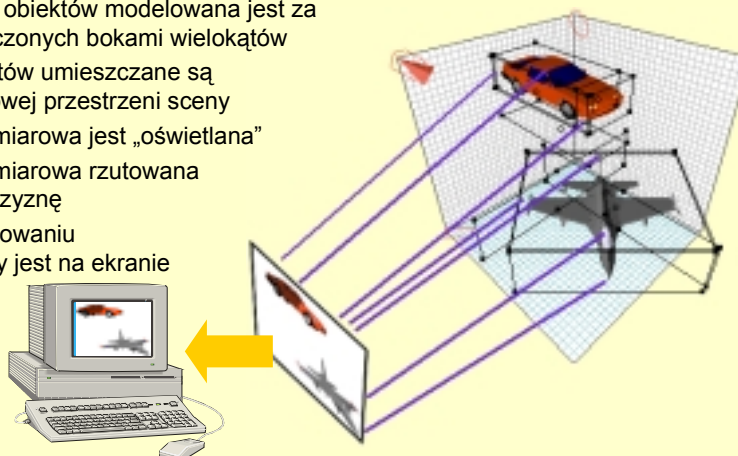 obiektów modelowana jest za
czonych bokami wielokątów
tów umieszczane są
owej przestrzeni sceny
miarowa jest „oświetlana”
miarowa rzutowana
zyznę
owaniu
y jest na ekranie